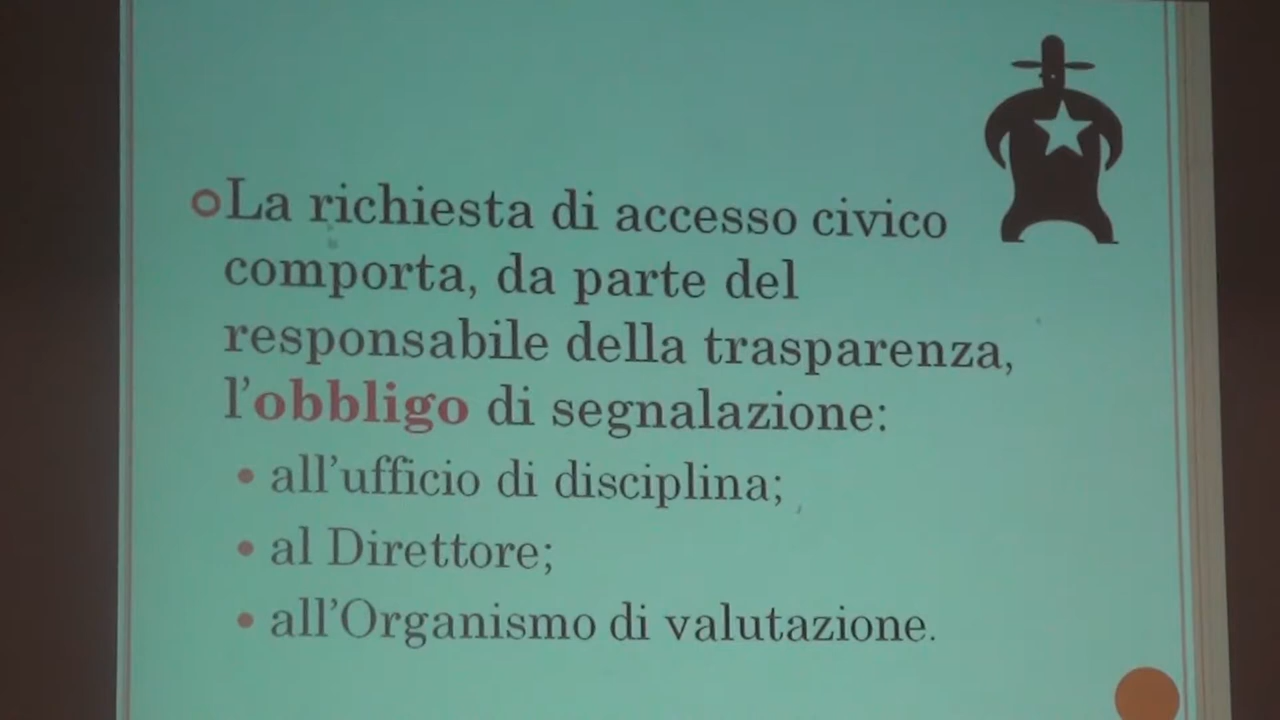 La richiesta di accesso civico
comporta, da parte del
responsabile della trasparenza,
l'obbligo di segnalazione:
• all'ufficio di disciplina;
• al Direttore;
• all'Organismo di valutazione.